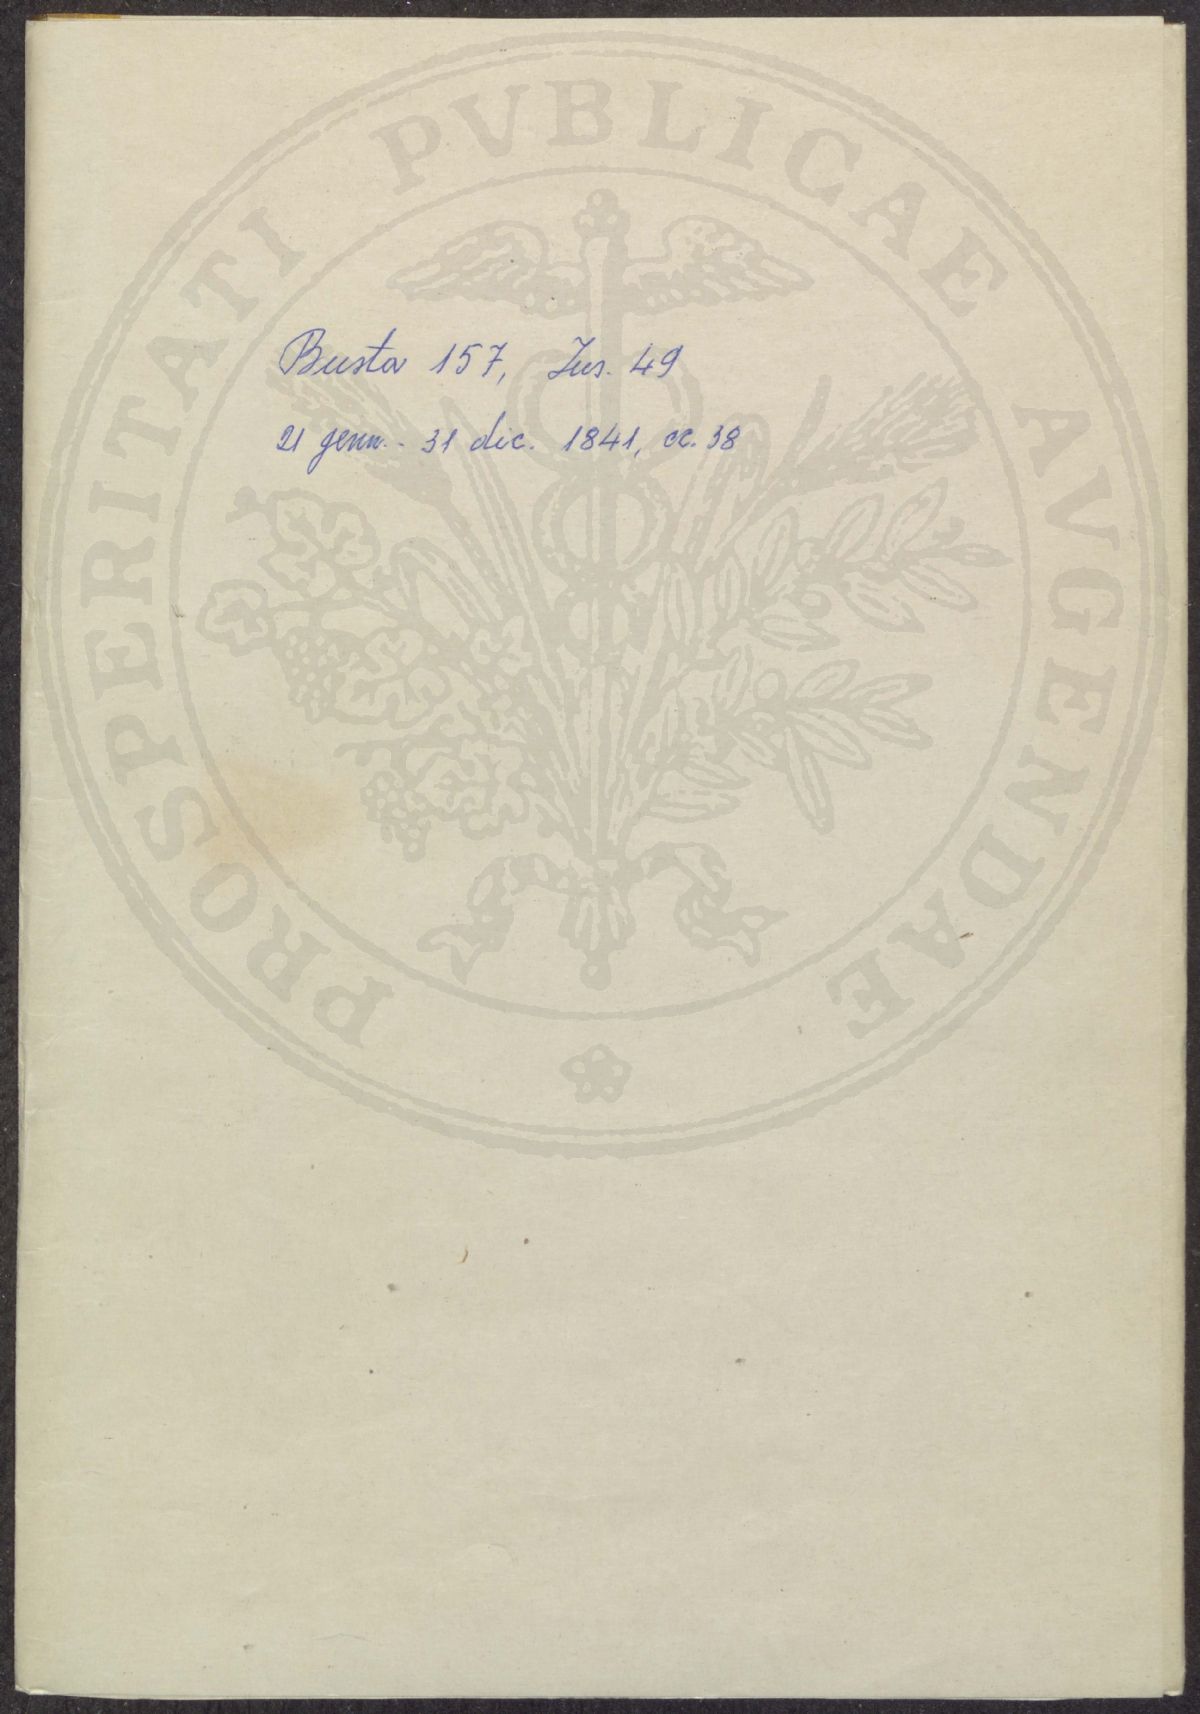 Busta 157, Ins. 49
21 genn. - 31 dic. 1841, cc. 38
PROSPERITATI PVBLICAE AVGENDAE